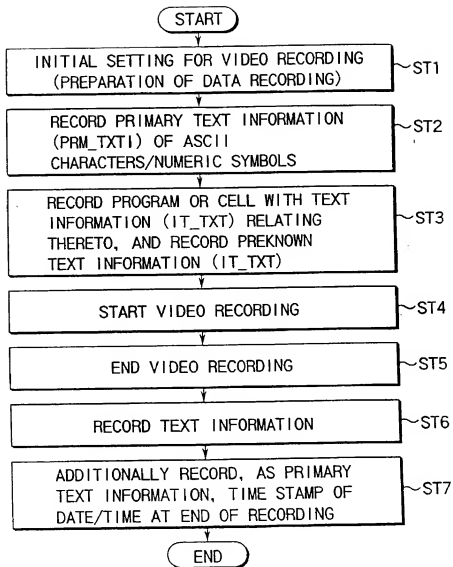 START
INITIAL SETTING FOR VIDEO RECORDING
(PREPARATION OF DATA RECORDING)
ST1
RECORD PRIMARY TEXT INFORMATION
(PRM_TXTI) OF ASCII
CHARACTERS/NUMERIC SYMBOLS
ST2
RECORD PROGRAM OR CELL WITH TEXT
INFORMATION (IT_TXT) RELATING
THERETO, AND RECORD PREKNOWN
TEXT INFORMATION (IT_TXT)
ST3
START VIDEO RECORDING
ST4
END VIDEO RECORDING
ST5
RECORD TEXT INFORMATION
ST6
ADDITIONALLY RECORD, AS PRIMARY
TEXT INFORMATION, TIME STAMP OF
DATE/TIME AT END OF RECORDING
ST7
END